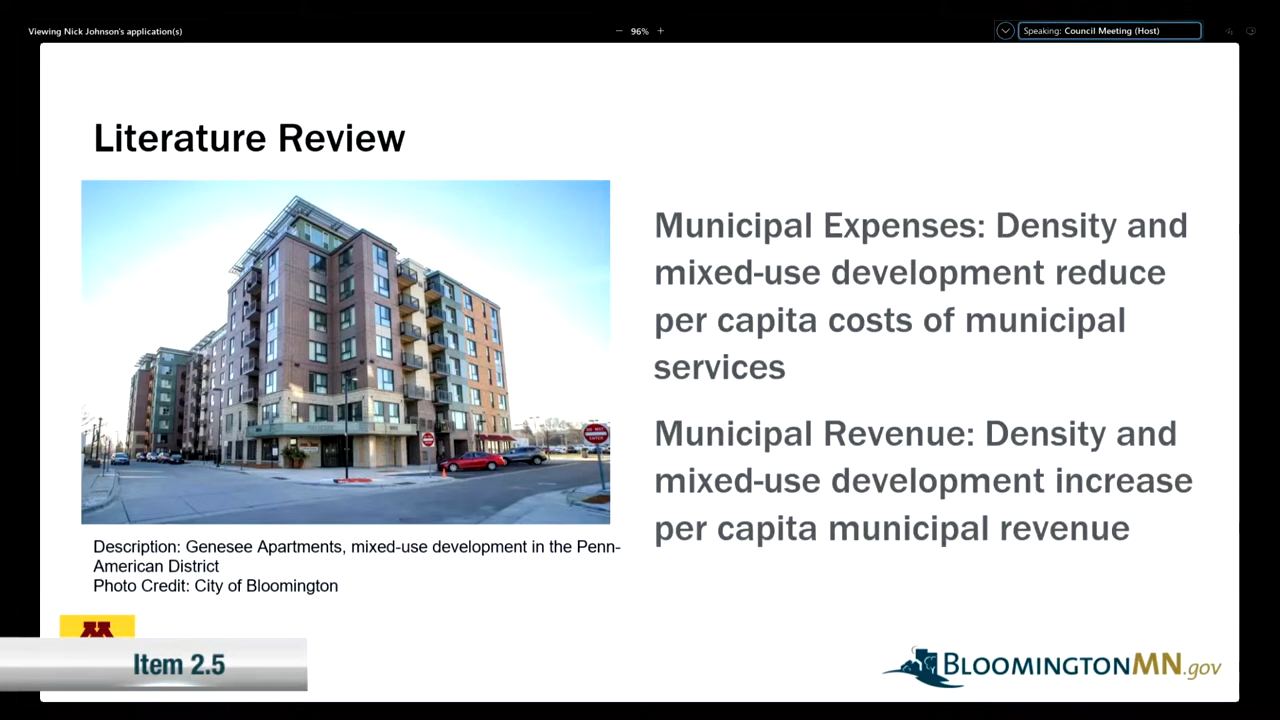 Viewing Nick Johnson's application(s)
96%
Speaking: Council Meeting (Host)
Literature Review
Municipal Expenses: Density and
mixed-use development reduce
per capita costs of municipal
services
Municipal Revenue: Density and
mixed-use development increase
per capita municipal revenue
DO NOT
ENTER
Description: Genesee Apartments, mixed-use development in the Penn-
American District
Photo Credit: City of Bloomington
M
Item 2.5
BLOOMINGTONMN.gov